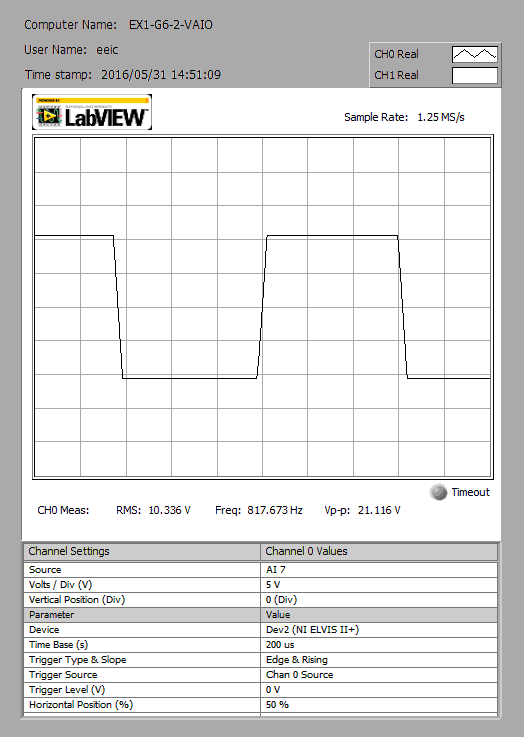 Computer Name: EX1-G6-2-VAIO
User Name: eeic
Time stamp: 2016/05/31 14:51:09
CH0 Real
CH1 Real
POWERED BY
LabVIEW™
Sample Rate: 1.25 MS/s
Timeout
CH0 Meas: RMS: 10.336 V Freq: 817.673 Hz Vp-p: 21.116 V
Channel Settings Channel 0 Values
Source AI 7
Volts / Div (V) 5 V
Vertical Position (Div) 0 (Div)
Parameter Value
Device Dev2 (NI ELVIS II+)
Time Base (s) 200 us
Trigger Type & Slope Edge & Rising
Trigger Source Chan 0 Source
Trigger Level (V) 0 V
Horizontal Position (%) 50 %